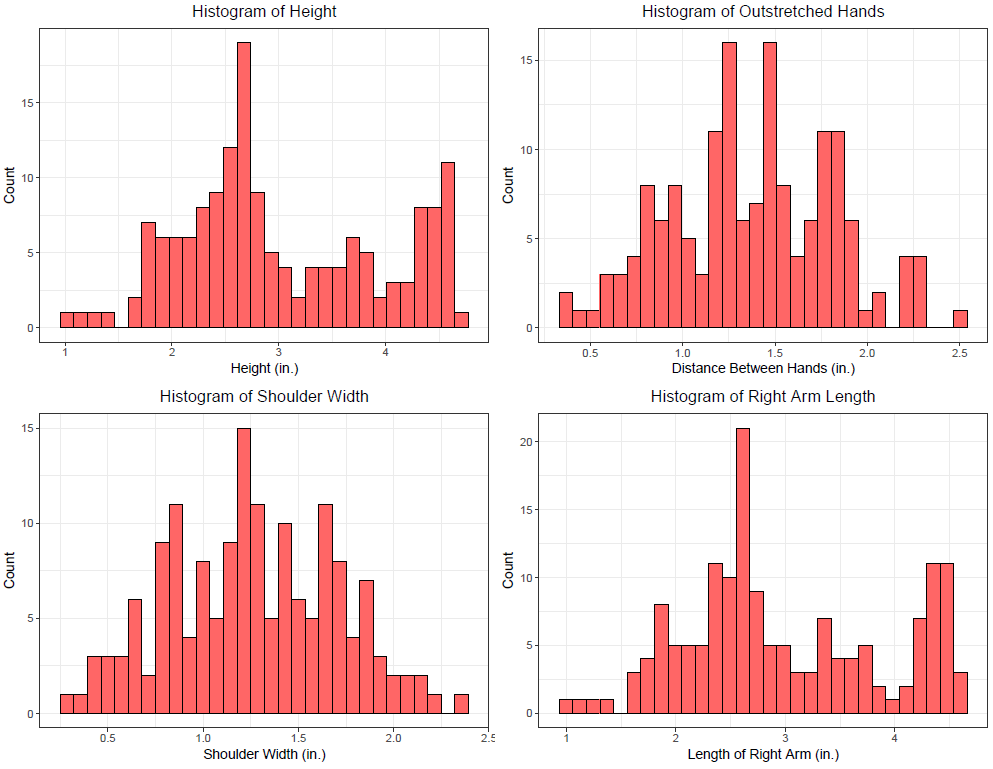 Histogram of Height
Count
15
10
5
0
1 2 3 4
Height (in.)
Histogram of Outstretched Hands
Count
15
10
5
0
0.5 1.0 1.5 2.0 2.5
Distance Between Hands (in.)
Histogram of Shoulder Width
Count
15
10
5
0
0.5 1.0 1.5 2.0 2.5
Shoulder Width (in.)
Histogram of Right Arm Length
Count
20
15
10
5
0
1 2 3 4
Length of Right Arm (in.)